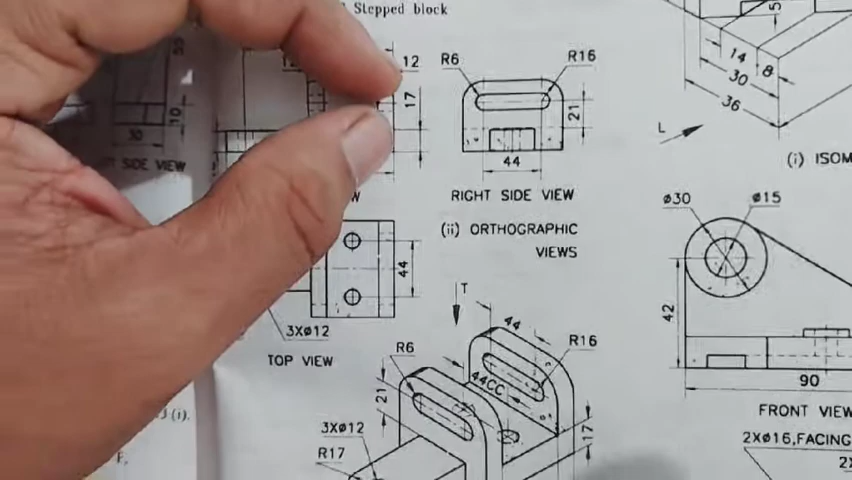 Stepped block
12
17
R6
R16
21
44
RIGHT SIDE VIEW
(ii) ORTHOGRAPHIC
VIEWS
10
30
SIDE VIEW
44
3XØ12
TOP VIEW
14
8
30
36
5
L
(i) ISOM
ø30
ø15
42
90
FRONT VIEW
2XØ16,FACING
T
44
R16
R6
44CC
21
17
3XØ12
R17
(i).